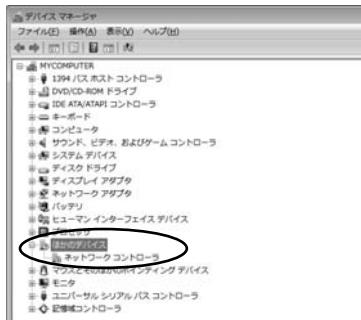 デバイス マネージャ
ファイル(F) 操作(A) 表示(V) ヘルプ(H)
MYCOMPUTER
1394 バス ホスト コントローラ
DVD/CD-ROM ドライブ
IDE ATA/ATAPI コントローラ
キーボード
コンピュータ
サウンド、ビデオ、およびゲーム コントローラ
システム デバイス
ディスク ドライブ
ディスプレイ アダプタ
ネットワーク アダプタ
バッテリ
ヒューマン インターフェイス デバイス
プロセッサ
ほかのデバイス
ネットワーク コントローラ
マウスとそのほかのポインティング デバイス
モニタ
ユニバーサル シリアル バス コントローラ
記憶域コントローラ